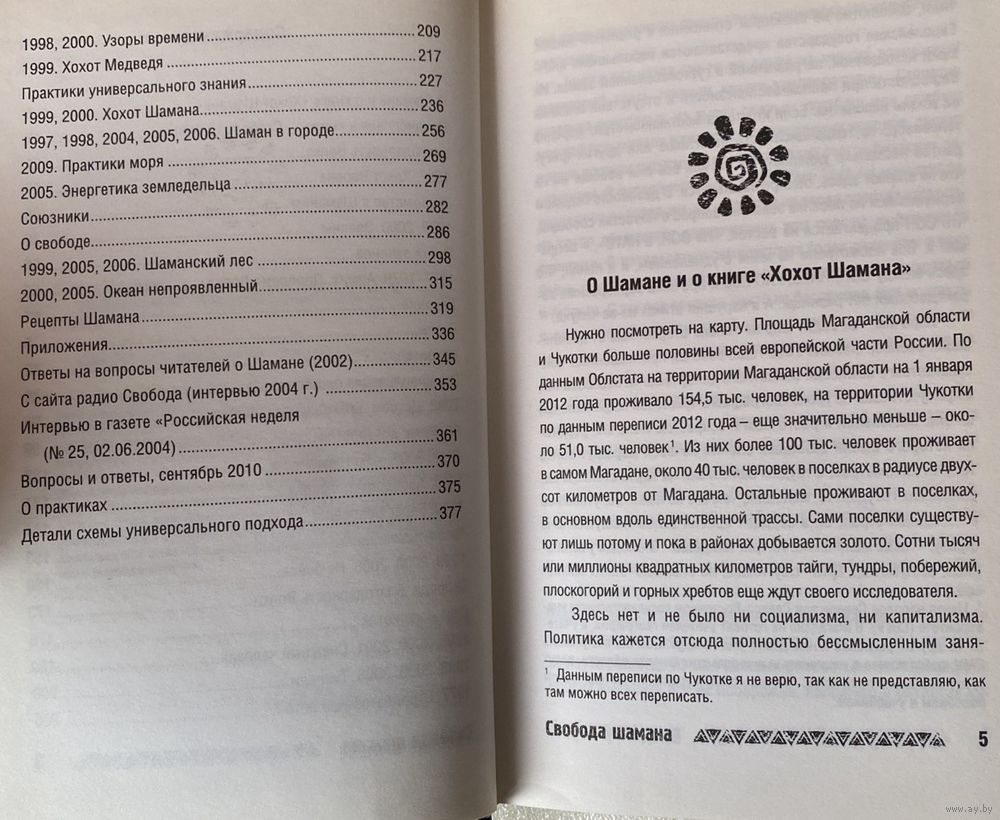 1998, 2000. Узоры времени ........ 209
1999. Хохот Медведя ........ 217
Практики универсального знания ........ 227
1999, 2000. Хохот Шамана ........ 236
1997, 1998, 2004, 2005, 2006. Шаман в городе ........ 256
2009. Практики моря ........ 269
2005. Энергетика земледельца ........ 277
Союзники ........ 282
О свободе ........ 286
1999, 2005, 2006. Шаманский лес ........ 298
2000, 2005. Океан непроявленный ........ 315
Рецепты Шамана ........ 319
Приложения ........ 336
Ответы на вопросы читателей о Шамане (2002) ........ 345
С сайта радио Свобода (интервью 2004 г.) ........ 353
Интервью в газете «Российская неделя
(№ 25, 02.06.2004) ........ 361
Вопросы и ответы, сентябрь 2010 ........ 370
О практиках ........ 375
Детали схемы универсального подхода ........ 377
О Шамане и о книге «Хохот Шамана»
Нужно посмотреть на карту. Площадь Магаданской области
и Чукотки больше половины всей европейской части России. По
данным Облстата на территории Магаданской области на 1 января
2012 года проживало 154,5 тыс. человек, на территории Чукотки
по данным переписи 2012 года – еще значительно меньше – око-
ло 51,0 тыс. человек¹. Из них более 100 тыс. человек проживает
в самом Магадане, около 40 тыс. человек в поселках в радиусе двух-
сот километров от Магадана. Остальные проживают в поселках,
в основном вдоль единственной трассы. Сами поселки существу-
ют лишь потому и пока в районах добывается золото. Сотни тысяч
или миллионы квадратных километров тайги, тундры, побережий,
плоскогорий и горных хребтов еще ждут своего исследователя.
Здесь нет и не было ни социализма, ни капитализма.
Политика кажется отсюда полностью бессмысленным заня-
¹ Данным переписи по Чукотке я не верю, так как не представляю, как
там можно всех переписать.
Свобода шамана 5
www.ay.by